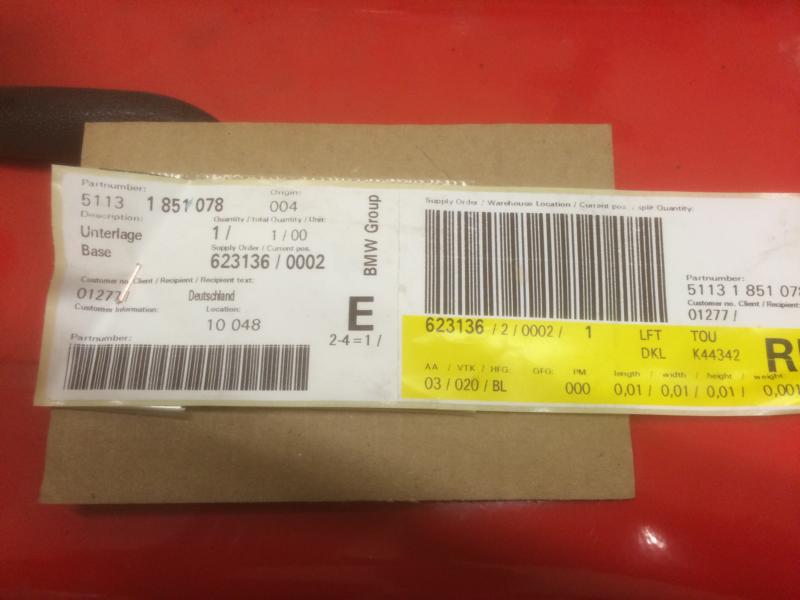 Partnumber:
5113 1 851 078
Origin:
004
Description:
Unterlage
Base
Quantity / Total Quantity / Unit:
1 / 1 / 00
Supply Order / Current pos.
623136 / 0002
Customer no. Client / Recipient / Recipient text:
01277 / Deutschland
Customer Information:
Location:
10 048
Partnumber:
BMW Group
E
2-4 = 1 /
Supply Order / Warehouse Location / Current pos. - split Quantity:
Partnumber:
5113 1 851 078
Customer no. Client / Recipient:
01277 /
623136 / 2 / 0002 / 1
LFT TOU
DKL K44342
AA / VTK / HFG: GFG: PM
03 / 020 / BL 000
length / width / height / weight
0,01 / 0,01 / 0,01 / 0,001